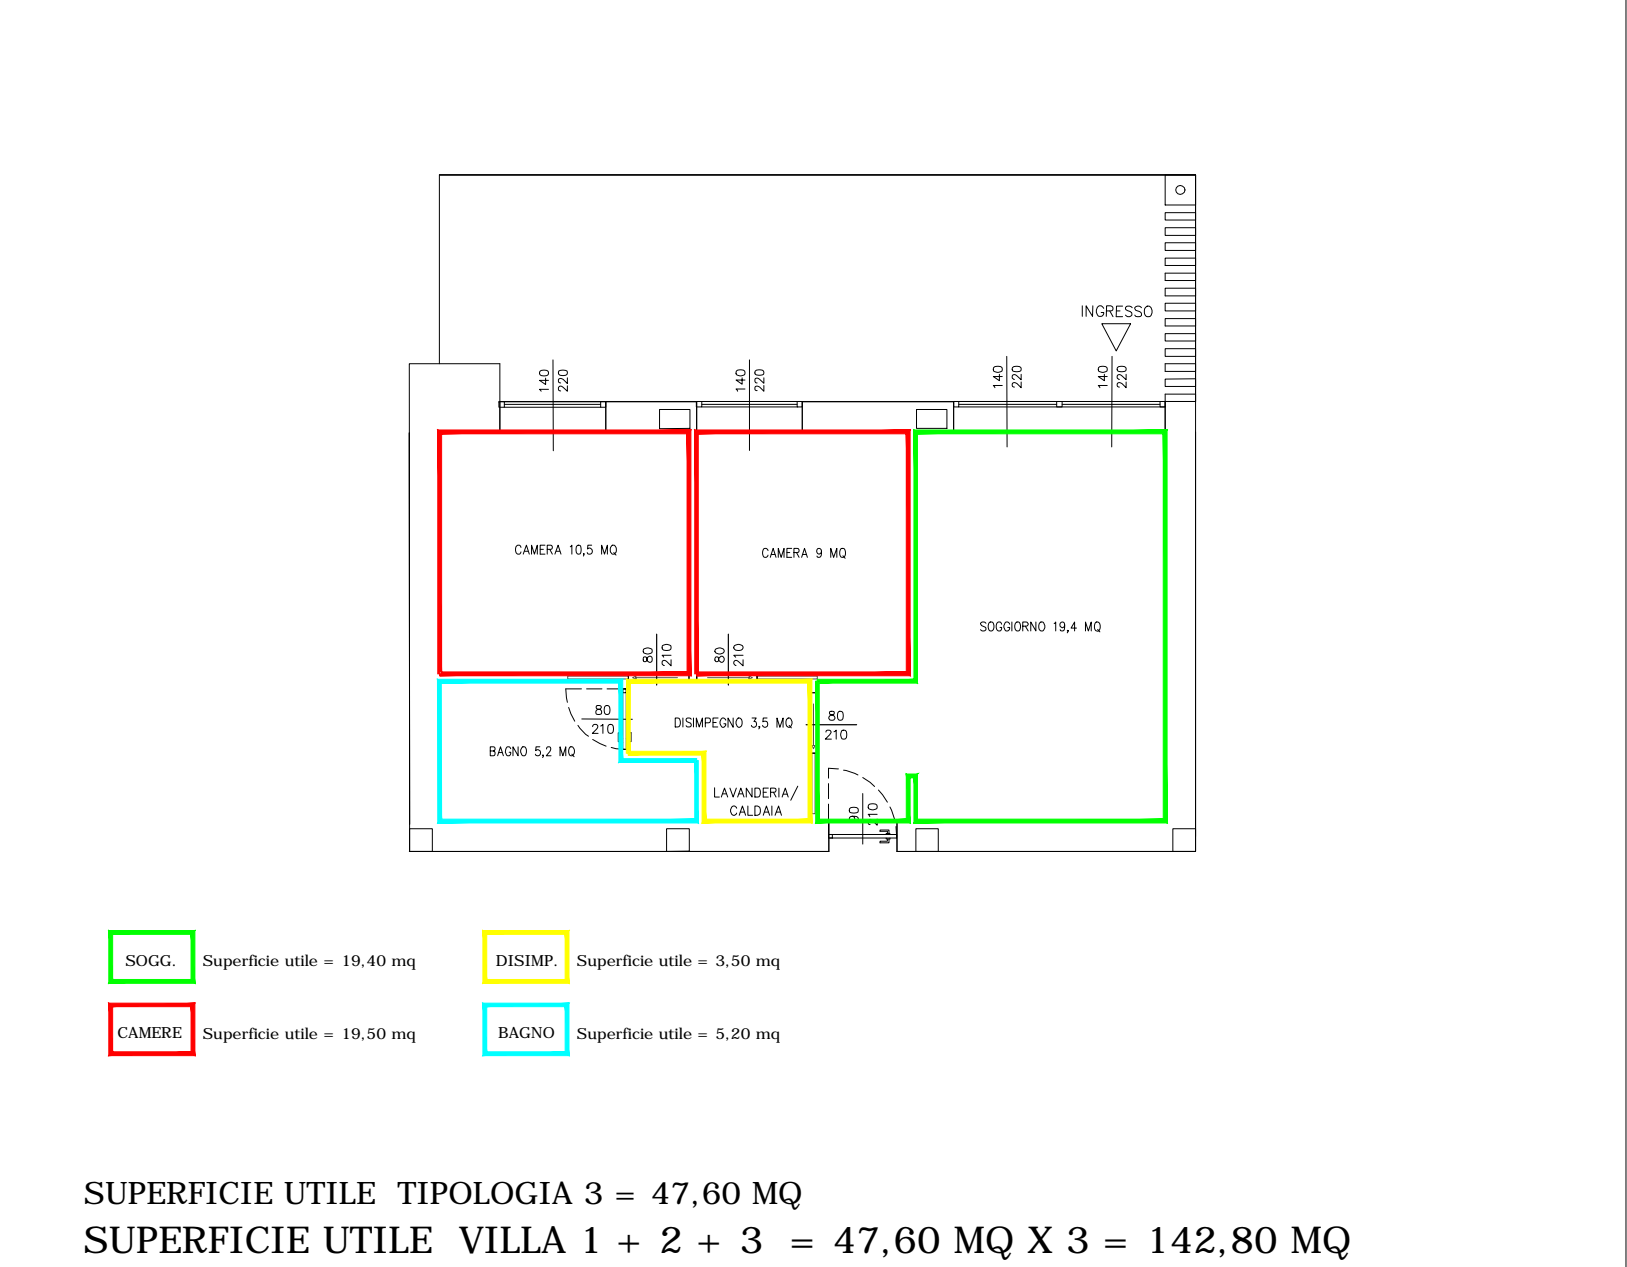 INGRESSO
140
220
140
220
140
220
140
220
CAMERA 10,5 MQ
CAMERA 9 MQ
SOGGIORNO 19,4 MQ
80
210
80
210
80
210
DISIMPEGNO 3,5 MQ
80
210
BAGNO 5,2 MQ
LAVANDERIA/
CALDAIA
90
210
SOGG. Superficie utile = 19,40 mq
DISIMP. Superficie utile = 3,50 mq
CAMERE Superficie utile = 19,50 mq
BAGNO Superficie utile = 5,20 mq
SUPERFICIE UTILE TIPOLOGIA 3 = 47,60 MQ
SUPERFICIE UTILE VILLA 1 + 2 + 3 = 47,60 MQ X 3 = 142,80 MQ